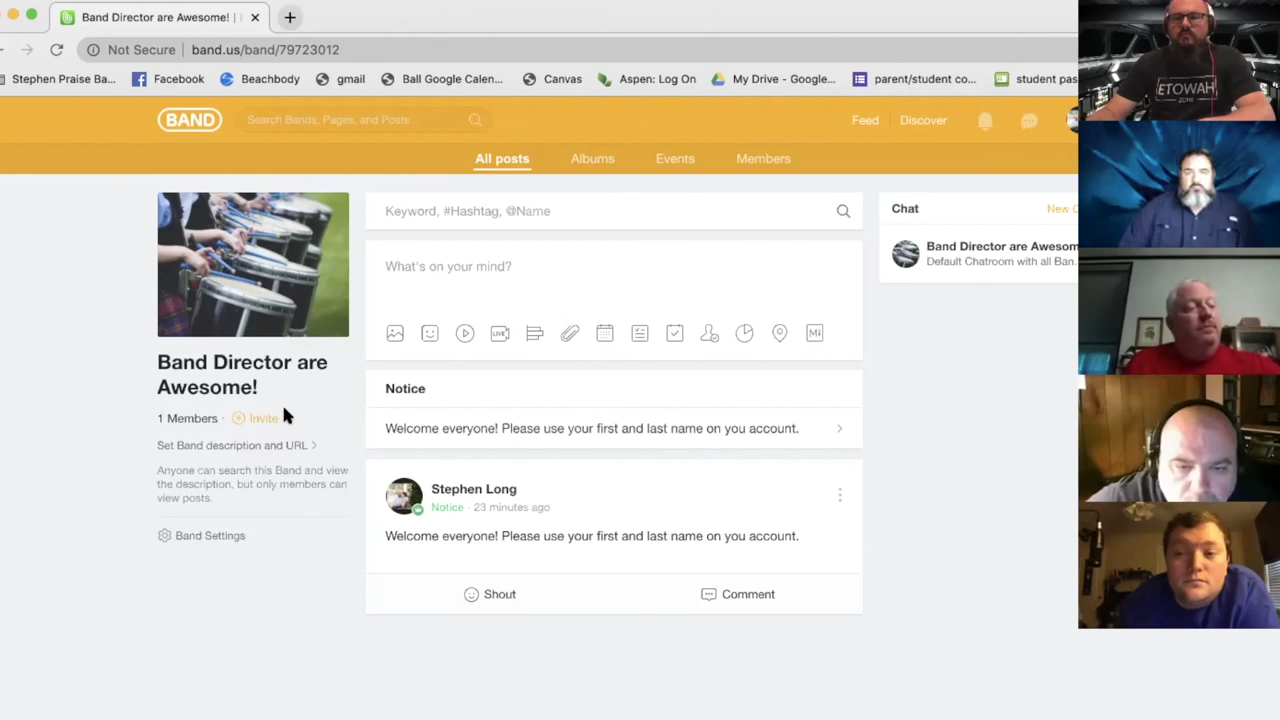 Band Director are Awesome! |
Not Secure | band.us/band/79723012
Stephen Praise Ba...
Facebook
Beachbody
gmail
Ball Google Calen...
Canvas
Aspen: Log On
My Drive - Google...
parent/student co...
student pas
BAND
Search Bands, Pages, and Posts
Feed
Discover
All posts
Albums
Events
Members
Band Director are
Awesome!
1 Members · Invite
Set Band description and URL >
Anyone can search this Band and view
the description, but only members can
view posts.
Band Settings
Keyword, #Hashtag, @Name
What's on your mind?
LIVE
M↓
Notice
Welcome everyone! Please use your first and last name on you account.
Stephen Long
Notice · 23 minutes ago
Welcome everyone! Please use your first and last name on you account.
Shout
Comment
Chat
New C
Band Director are Awesom
Default Chatroom with all Ban...
ETOWAH